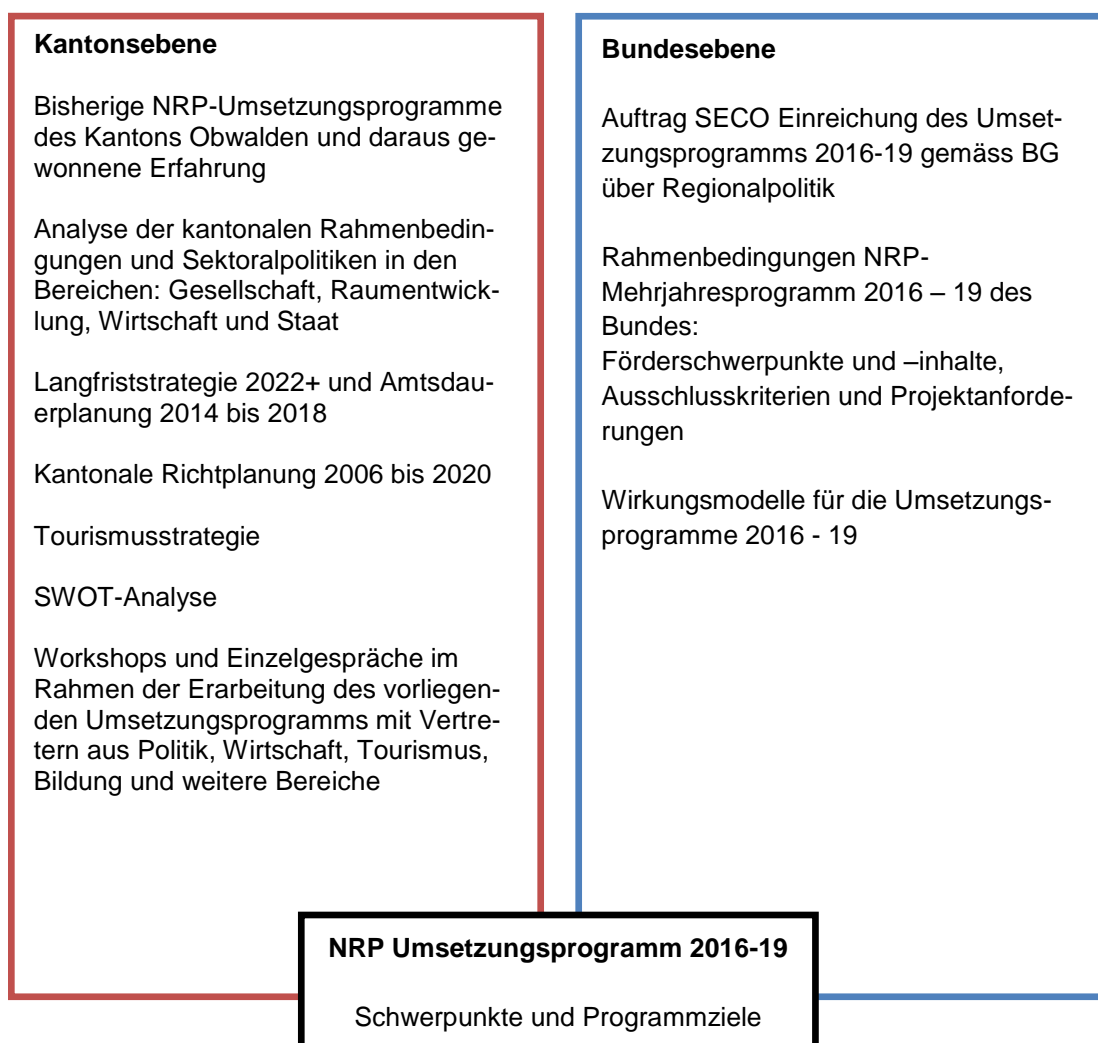 Kantonsebene
Bisherige NRP-Umsetzungsprogramme
des Kantons Obwalden und daraus ge-
wonnene Erfahrung
Analyse der kantonalen Rahmenbedin-
gungen und Sektoralpolitiken in den
Bereichen: Gesellschaft, Raumentwick-
lung, Wirtschaft und Staat
Langfriststrategie 2022+ und Amtsdau-
erplanung 2014 bis 2018
Kantonale Richtplanung 2006 bis 2020
Tourismusstrategie
SWOT-Analyse
Workshops und Einzelgespräche im
Rahmen der Erarbeitung des vorliegen-
den Umsetzungsprogramms mit Vertre-
tern aus Politik, Wirtschaft, Tourismus,
Bildung und weitere Bereiche
Bundesebene
Auftrag SECO Einreichung des Umset-
zungsprogramms 2016-19 gemäss BG
über Regionalpolitik
Rahmenbedingungen NRP-
Mehrjahresprogramm 2016 – 19 des
Bundes:
Förderschwerpunkte und –inhalte,
Ausschlusskriterien und Projektanforde-
rungen
Wirkungsmodelle für die Umsetzungs-
programme 2016 - 19
NRP Umsetzungsprogramm 2016-19
Schwerpunkte und Programmziele